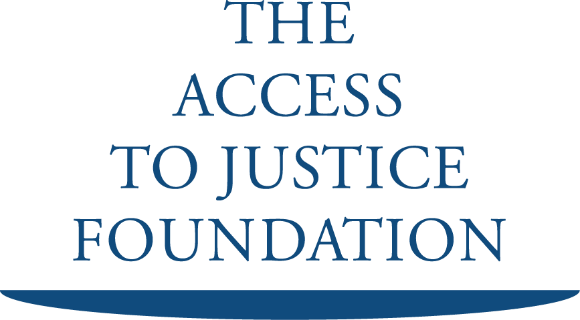 THE
ACCESS
TO JUSTICE
FOUNDATION